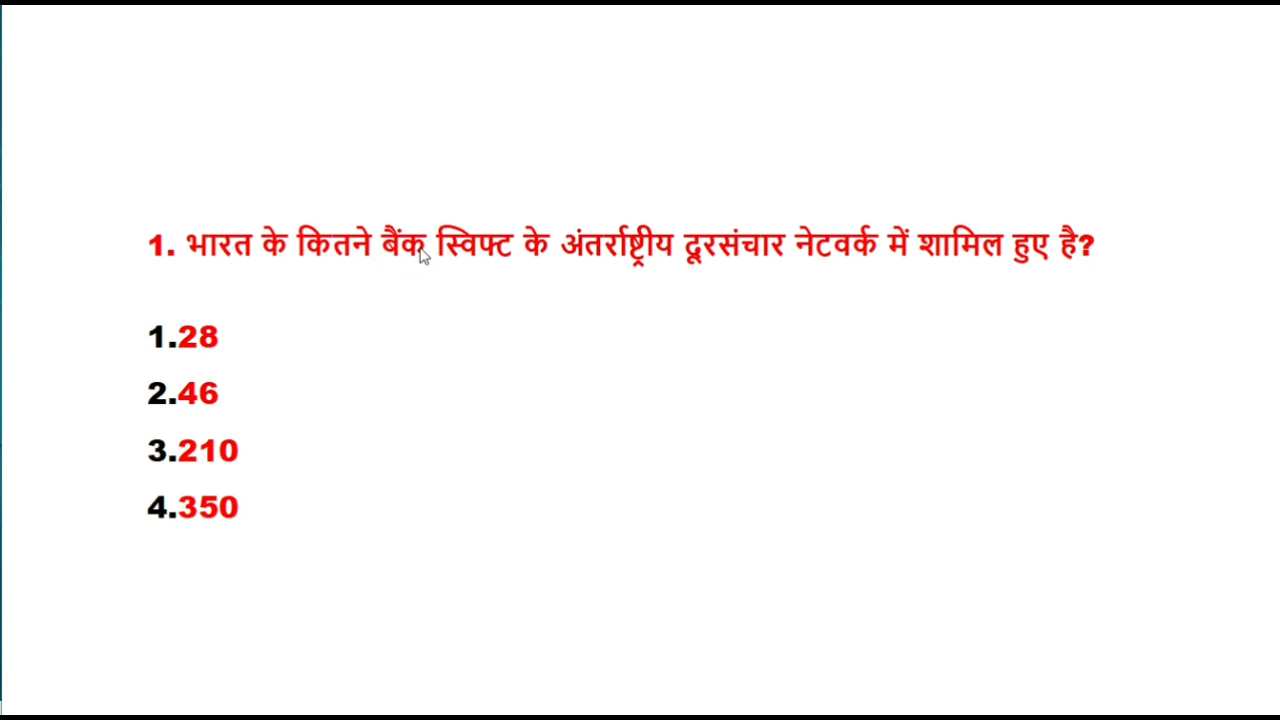 1. भारत के कितने बैंक स्विफ्ट के अंतर्राष्ट्रीय दूरसंचार नेटवर्क में शामिल हुए है?
1.28
2.46
3.210
4.350